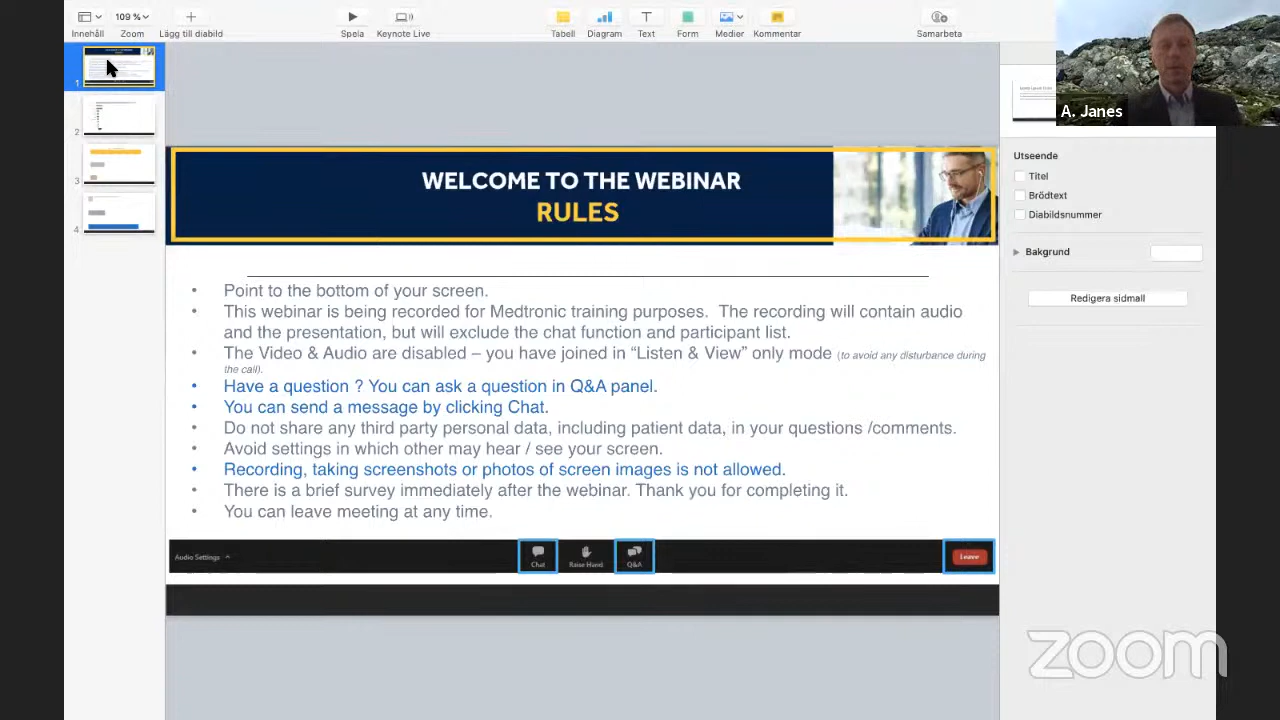 109 %
Innehåll
Zoom
Lägg till diabild
Spela
Keynote Live
Tabell
Diagram
Text
Form
Medier
Kommentar
Samarbeta
A. Janes
1
2
3
4
WELCOME TO THE WEBINAR
RULES
• Point to the bottom of your screen.
• This webinar is being recorded for Medtronic training purposes. The recording will contain audio
and the presentation, but will exclude the chat function and participant list.
• The Video & Audio are disabled – you have joined in “Listen & View” only mode (to avoid any disturbance during
the call).
• Have a question ? You can ask a question in Q&A panel.
• You can send a message by clicking Chat.
• Do not share any third party personal data, including patient data, in your questions /comments.
• Avoid settings in which other may hear / see your screen.
• Recording, taking screenshots or photos of screen images is not allowed.
• There is a brief survey immediately after the webinar. Thank you for completing it.
• You can leave meeting at any time.
Audio Settings
Chat
Raise Hand
Q&A
Leave
Utseende
Titel
Brödtext
Diabildsnummer
Bakgrund
Redigera sidmall
zoom